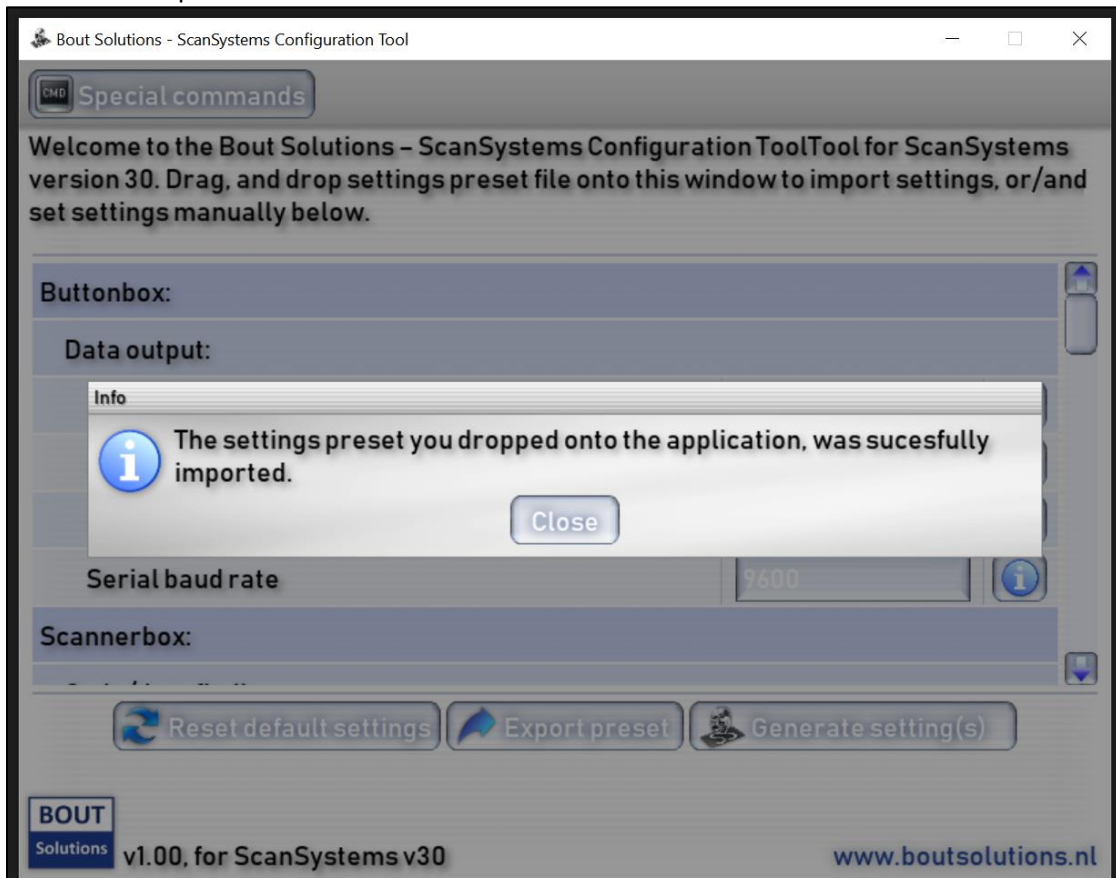 Bout Solutions - ScanSystems Configuration Tool
CMD Special commands
Welcome to the Bout Solutions – ScanSystems Configuration ToolTool for ScanSystems
version 30. Drag, and drop settings preset file onto this window to import settings, or/and
set settings manually below.
Buttonbox:
Data output:
Info
The settings preset you dropped onto the application, was sucesfully
imported.
Close
Serial baud rate 9600
Scannerbox:
Reset default settings Export preset Generate setting(s)
BOUT
Solutions
v1.00, for ScanSystems v30 www.boutsolutions.nl